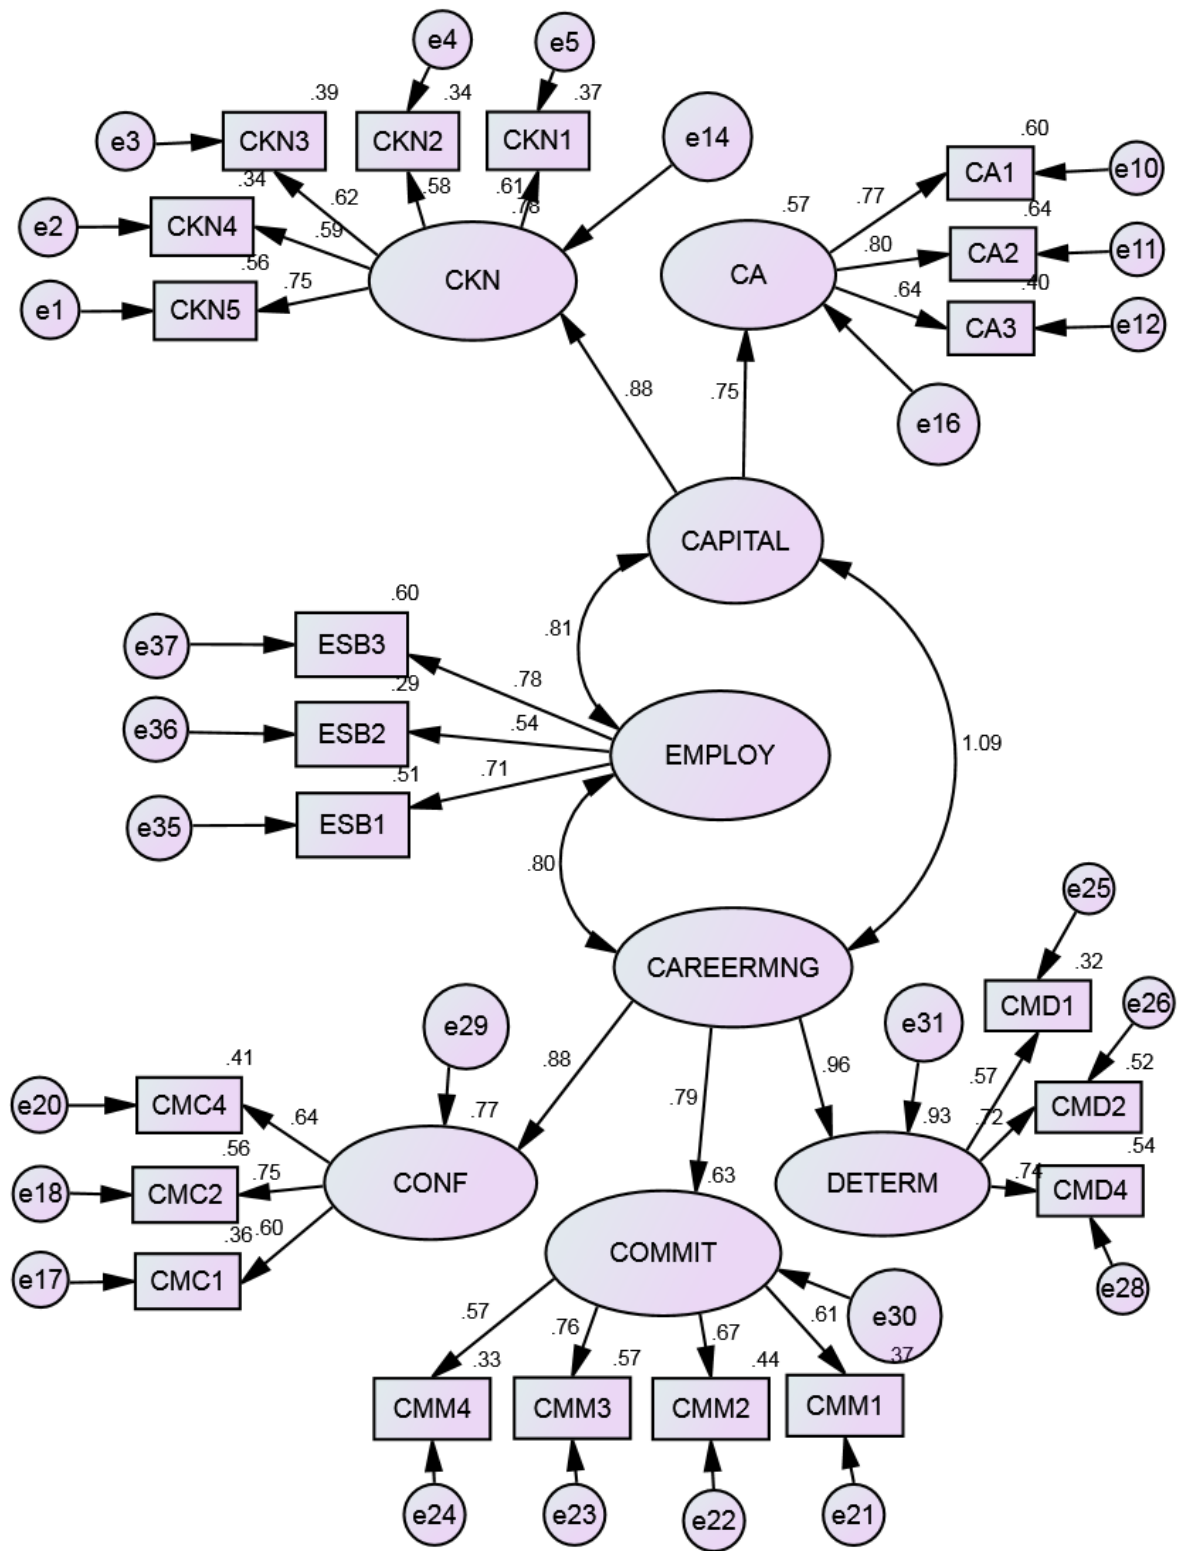 e4
e5
.39
.34
.37
e3
CKN3
CKN2
CKN1
e14
.60
.34
.62
.58
.61
.78
.57
.77
CA1
e10
e2
CKN4
.59
.64
.80
CA2
e11
.56
.75
CKN
CA
.64
.40
e1
CKN5
CA3
e12
.88
.75
e16
CAPITAL
.60
.81
e37
ESB3
.78
.29
e36
ESB2
.54
EMPLOY
1.09
.51
.71
e35
ESB1
.80
e25
CAREERMNG
.32
e29
e31
CMD1
e26
.41
.88
.96
.57
.52
e20
CMC4
.64
.77
.79
.93
.72
CMD2
.56
.75
.54
e18
CMC2
CONF
.63
DETERM
.74
CMD4
.36
.60
COMMIT
e17
CMC1
e28
.57
.76
.67
.61
e30
.33
.57
.44
.37
CMM4
CMM3
CMM2
CMM1
e24
e23
e22
e21